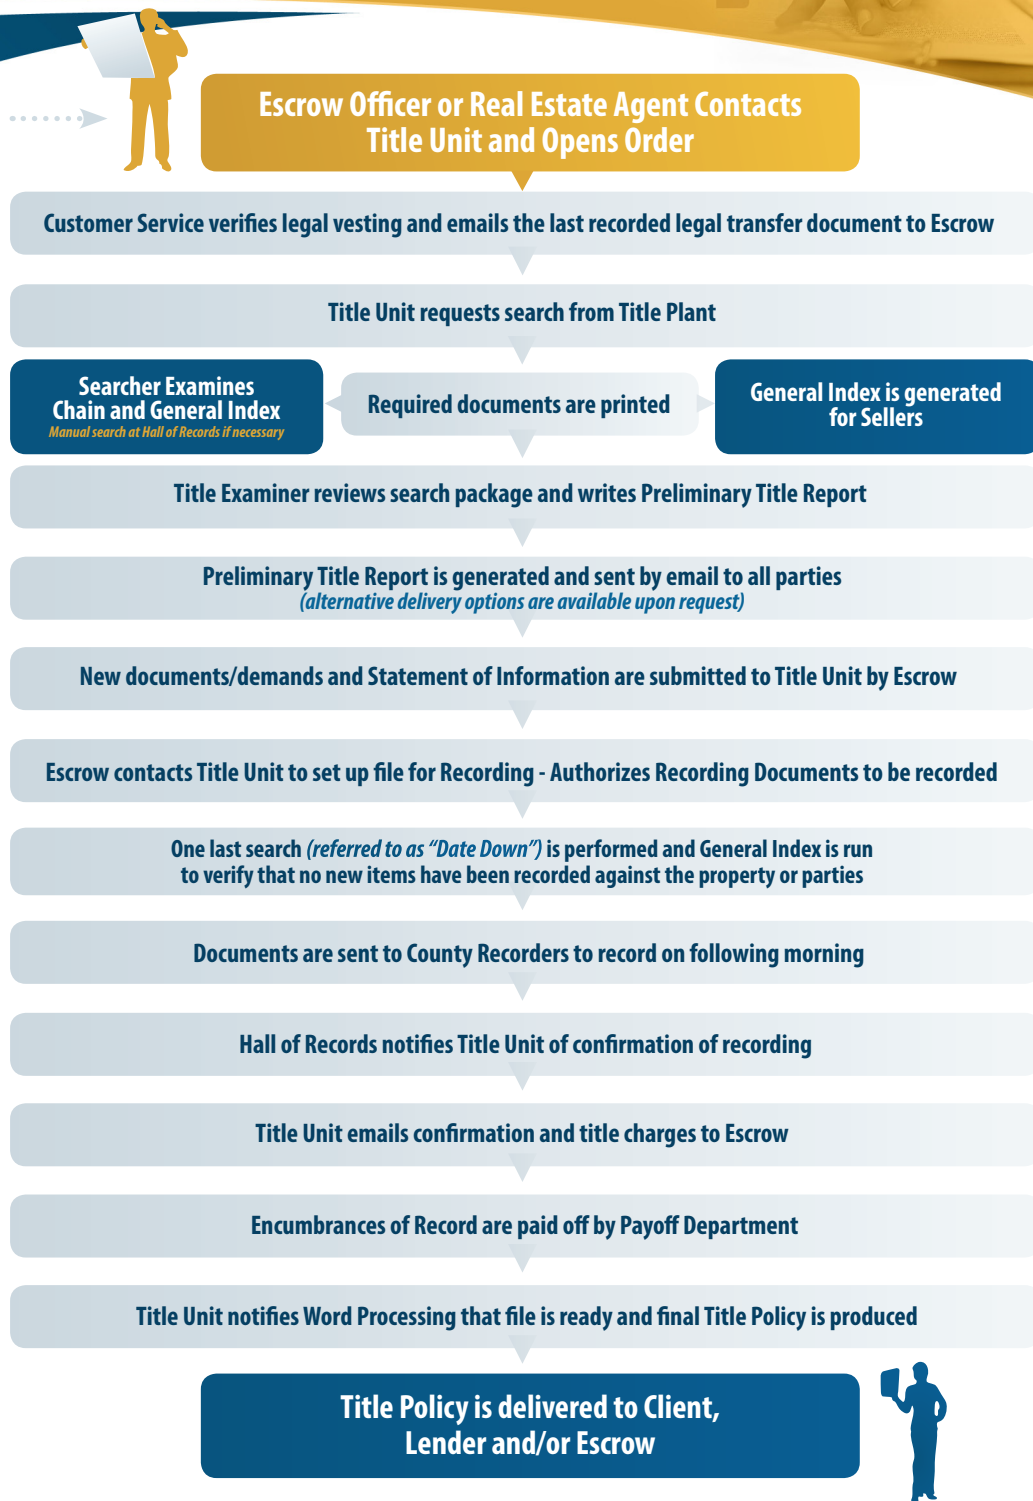 Escrow Officer or Real Estate Agent Contacts
Title Unit and Opens Order
Customer Service verifies legal vesting and emails the last recorded legal transfer document to Escrow
Title Unit requests search from Title Plant
Searcher Examines
Chain and General Index
Manual search at Hall of Records if necessary
Required documents are printed
General Index is generated
for Sellers
Title Examiner reviews search package and writes Preliminary Title Report
Preliminary Title Report is generated and sent by email to all parties
(alternative delivery options are available upon request)
New documents/demands and Statement of Information are submitted to Title Unit by Escrow
Escrow contacts Title Unit to set up file for Recording - Authorizes Recording Documents to be recorded
One last search (referred to as “Date Down”) is performed and General Index is run
to verify that no new items have been recorded against the property or parties
Documents are sent to County Recorders to record on following morning
Hall of Records notifies Title Unit of confirmation of recording
Title Unit emails confirmation and title charges to Escrow
Encumbrances of Record are paid off by Payoff Department
Title Unit notifies Word Processing that file is ready and final Title Policy is produced
Title Policy is delivered to Client,
Lender and/or Escrow